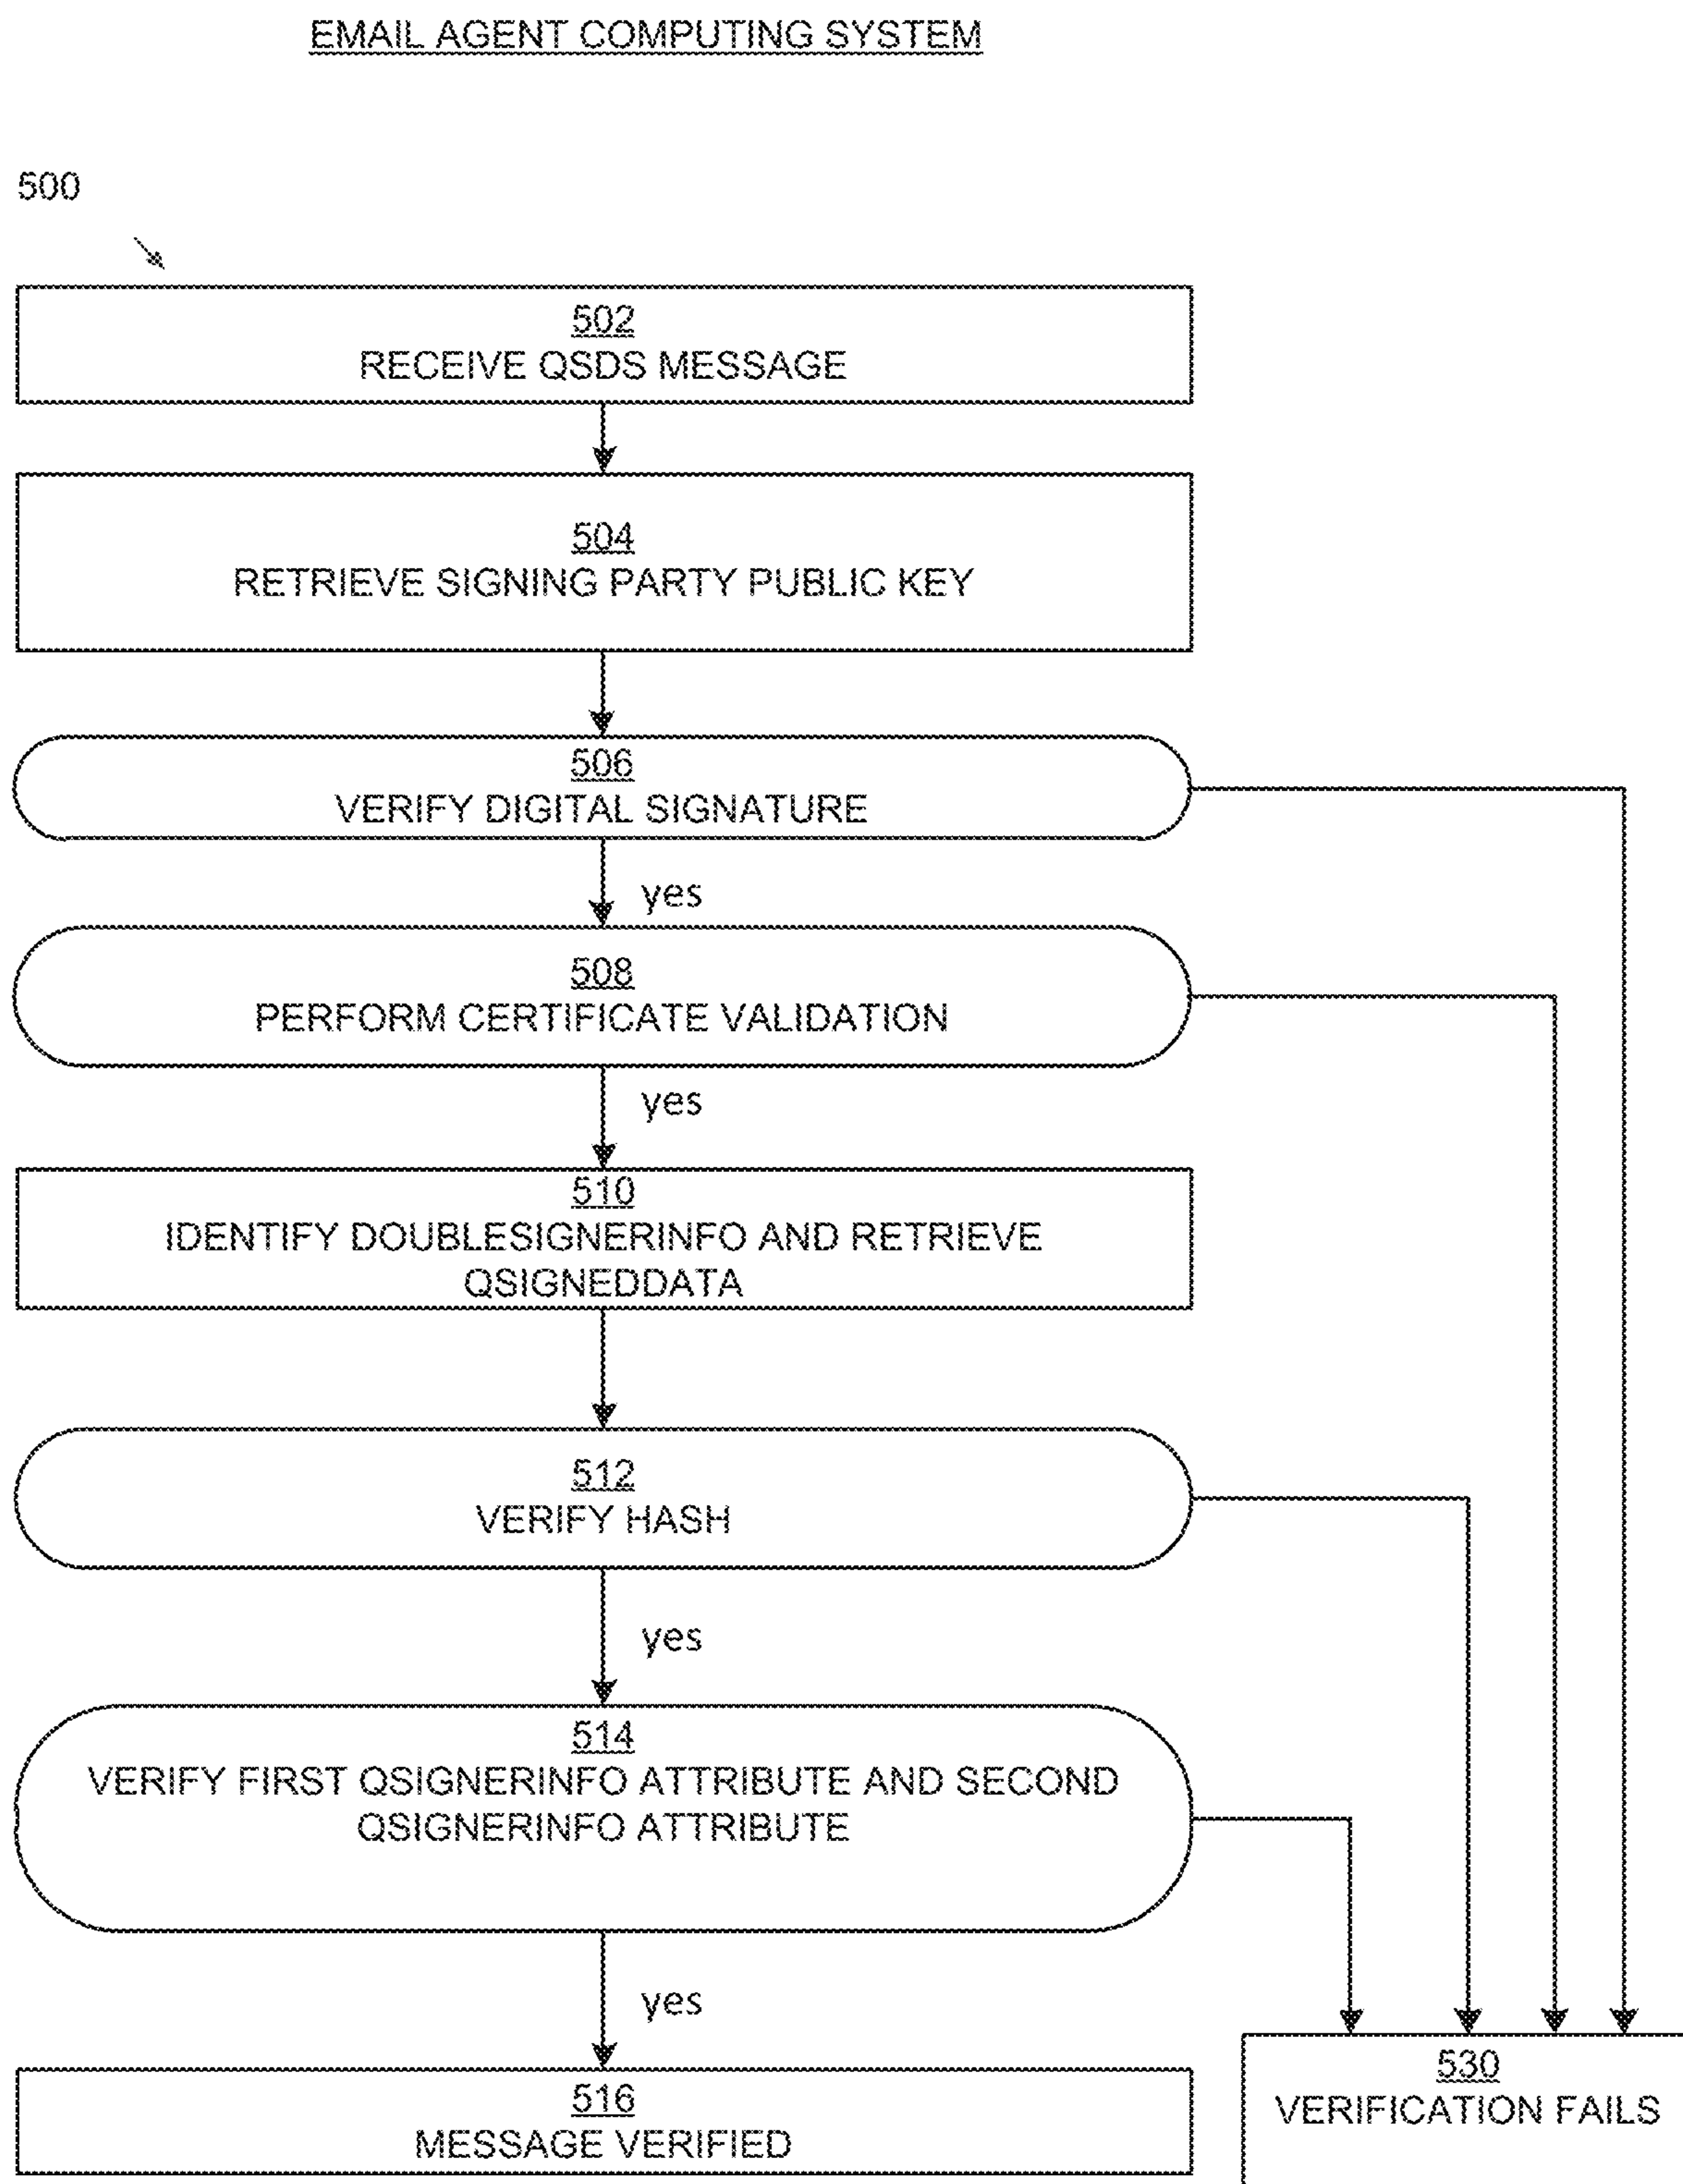 EMAIL AGENT COMPUTING SYSTEM
500
502
RECEIVE QSDS MESSAGE
504
RETRIEVE SIGNING PARTY PUBLIC KEY
506
VERIFY DIGITAL SIGNATURE
yes
508
PERFORM CERTIFICATE VALIDATION
yes
510
IDENTIFY DOUBLESIGNERINFO AND RETRIEVE
QSIGNEDDATA
512
VERIFY HASH
yes
514
VERIFY FIRST QSIGNERINFO ATTRIBUTE AND SECOND
QSIGNERINFO ATTRIBUTE
yes
516
MESSAGE VERIFIED
530
VERIFICATION FAILS